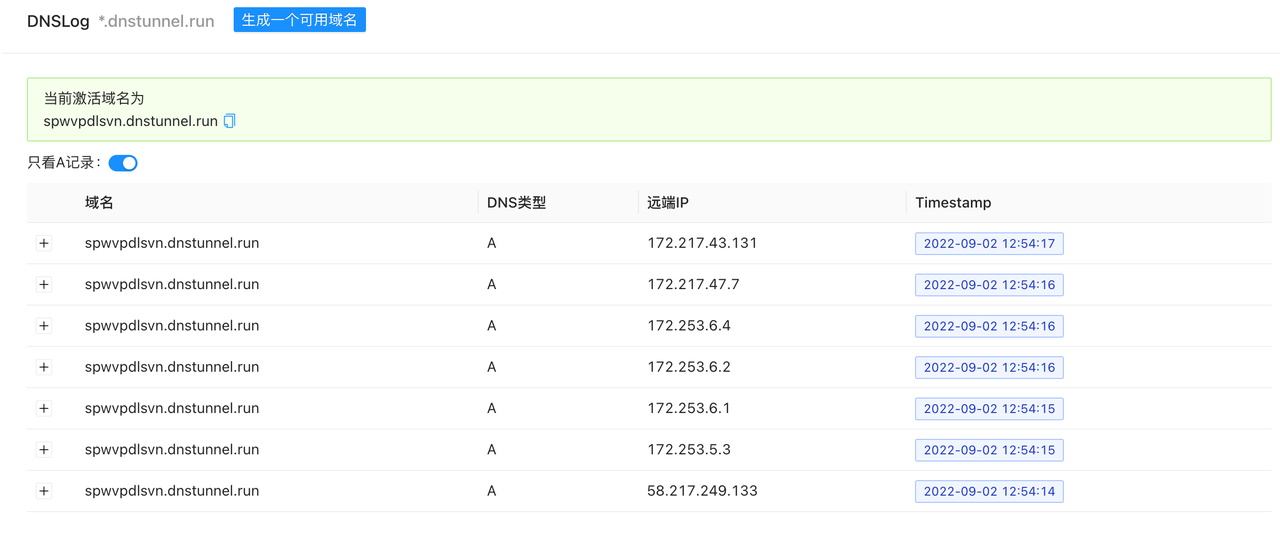 DNSLog *.dnstunnel.run 生成一个可用域名
当前激活域名为
spwvpdlsvn.dnstunnel.run
只看A记录：
域名 DNS类型 远端IP Timestamp
spwvpdlsvn.dnstunnel.run A 172.217.43.131 2022-09-02 12:54:17
spwvpdlsvn.dnstunnel.run A 172.217.47.7 2022-09-02 12:54:16
spwvpdlsvn.dnstunnel.run A 172.253.6.4 2022-09-02 12:54:16
spwvpdlsvn.dnstunnel.run A 172.253.6.2 2022-09-02 12:54:16
spwvpdlsvn.dnstunnel.run A 172.253.6.1 2022-09-02 12:54:15
spwvpdlsvn.dnstunnel.run A 172.253.5.3 2022-09-02 12:54:15
spwvpdlsvn.dnstunnel.run A 58.217.249.133 2022-09-02 12:54:14